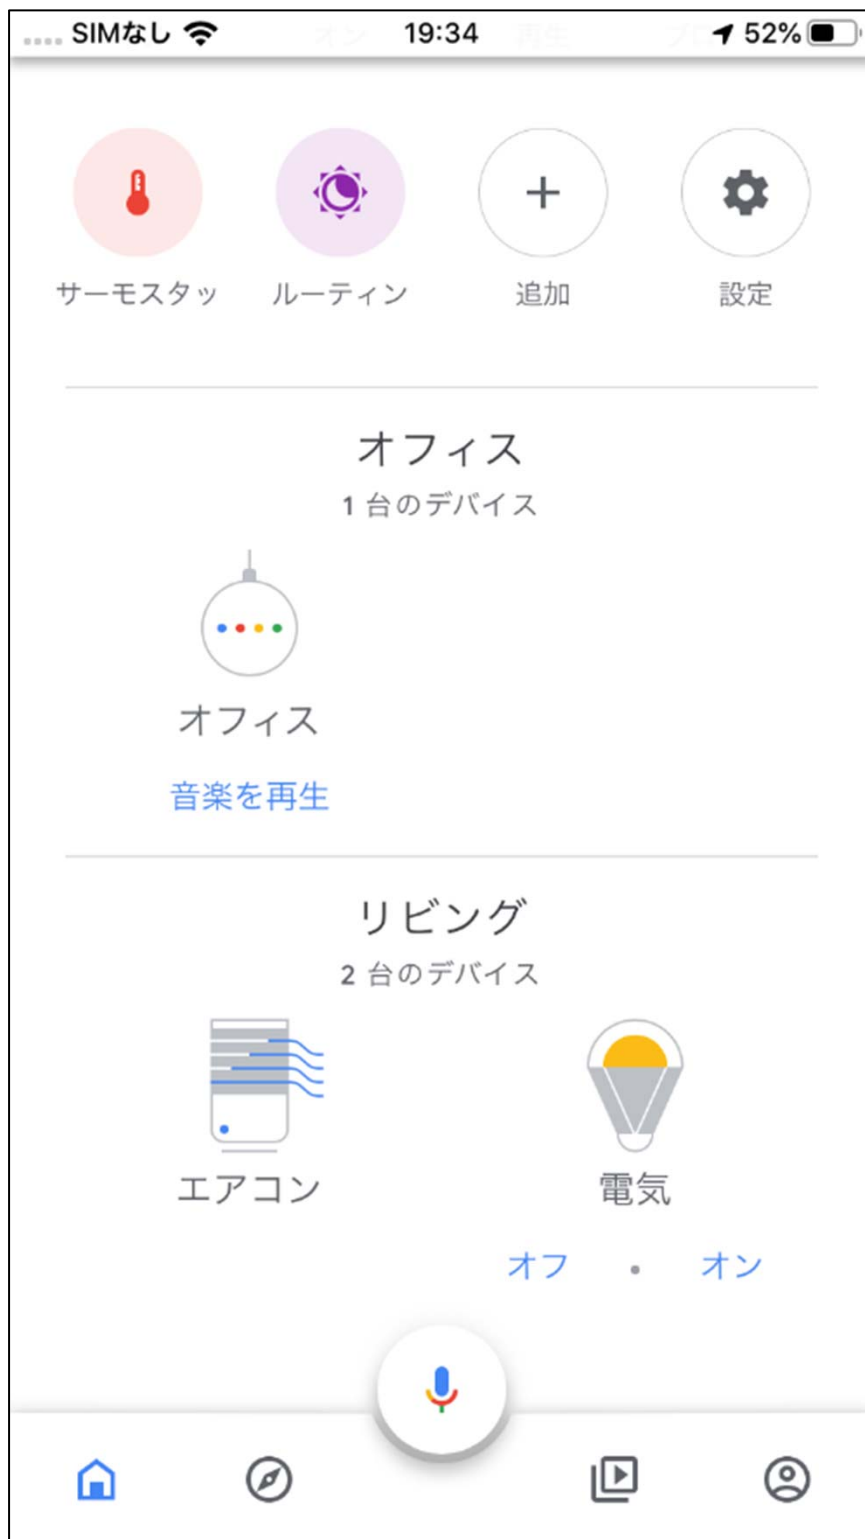 SIMなし 19:34 52%
サーモスタッ ルーティン 追加 設定
オフィス
1 台のデバイス
オフィス
音楽を再生
リビング
2 台のデバイス
エアコン 電気
オフ ・ オン